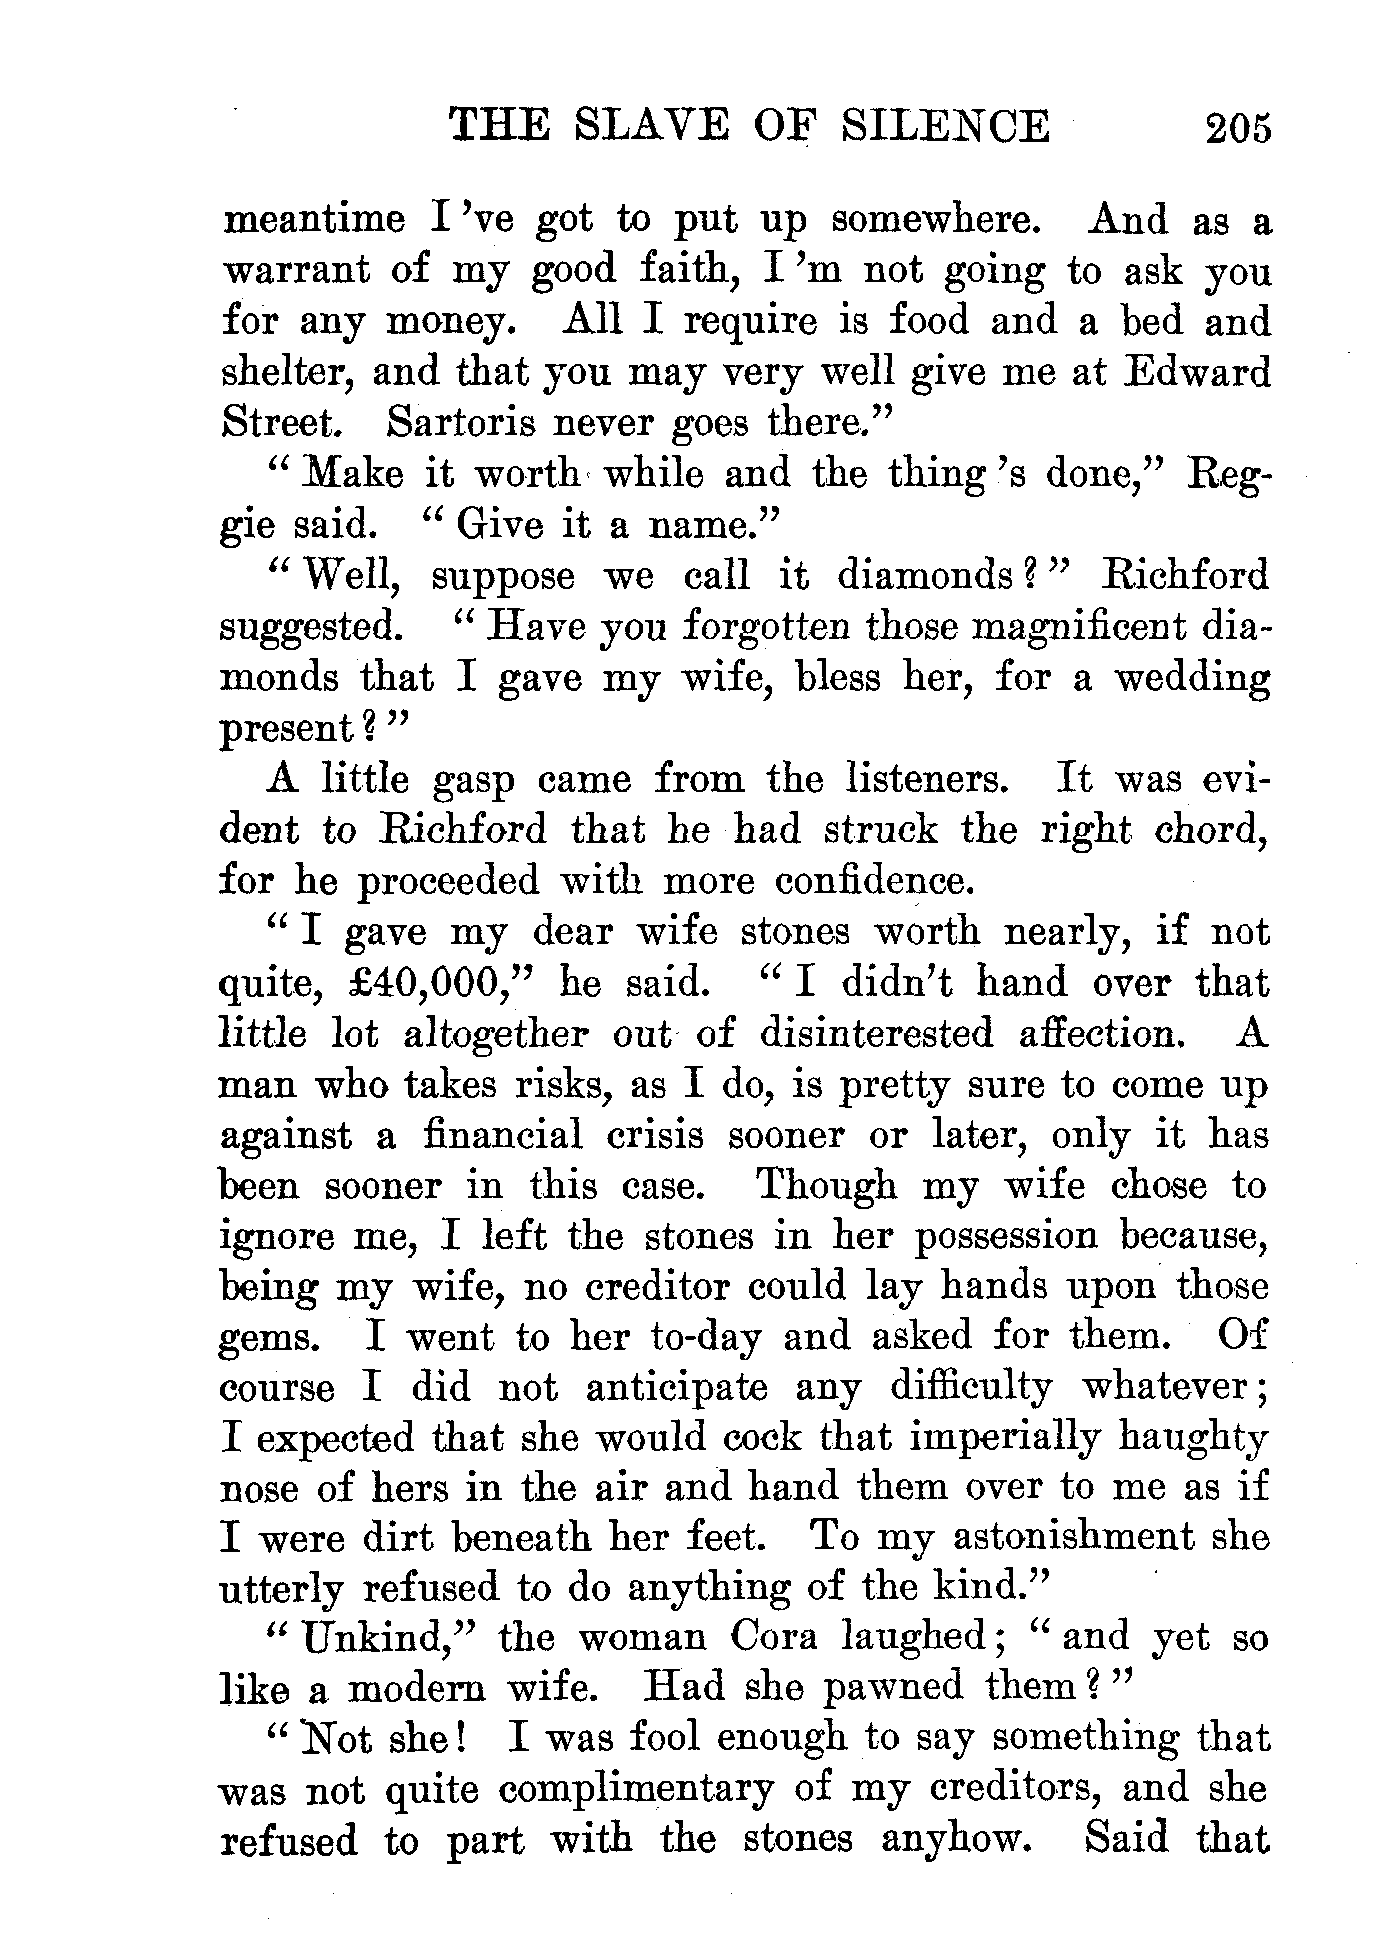 THE SLAVE OF SILENCE 205
meantime I 've got to put up somewhere. And as a
warrant of my good faith, I 'm not going to ask you
for any money. All I require is food and a bed and
shelter, and that you may very well give me at Edward
Street. Sartoris never goes there."
" Make it worth while and the thing 's done," Reg-
gie said. " Give it a name."
" Well, suppose we call it diamonds ? " Richford
suggested. " Have you forgotten those magnificent dia-
monds that I gave my wife, bless her, for a wedding
present ? "
A little gasp came from the listeners. It was evi-
dent to Richford that he had struck the right chord,
for he proceeded with more confidence.
" I gave my dear wife stones worth nearly, if not
quite, £40,000," he said. " I didn't hand over that
little lot altogether out of disinterested affection. A
man who takes risks, as I do, is pretty sure to come up
against a financial crisis sooner or later, only it has
been sooner in this case. Though my wife chose to
ignore me, I left the stones in her possession because,
being my wife, no creditor could lay hands upon those
gems. I went to her to-day and asked for them. Of
course I did not anticipate any difficulty whatever ;
I expected that she would cock that imperially haughty
nose of hers in the air and hand them over to me as if
I were dirt beneath her feet. To my astonishment she
utterly refused to do anything of the kind."
" Unkind," the woman Cora laughed ; " and yet so
like a modern wife. Had she pawned them ? "
" Not she! I was fool enough to say something that
was not quite complimentary of my creditors, and she
refused to part with the stones anyhow. Said that